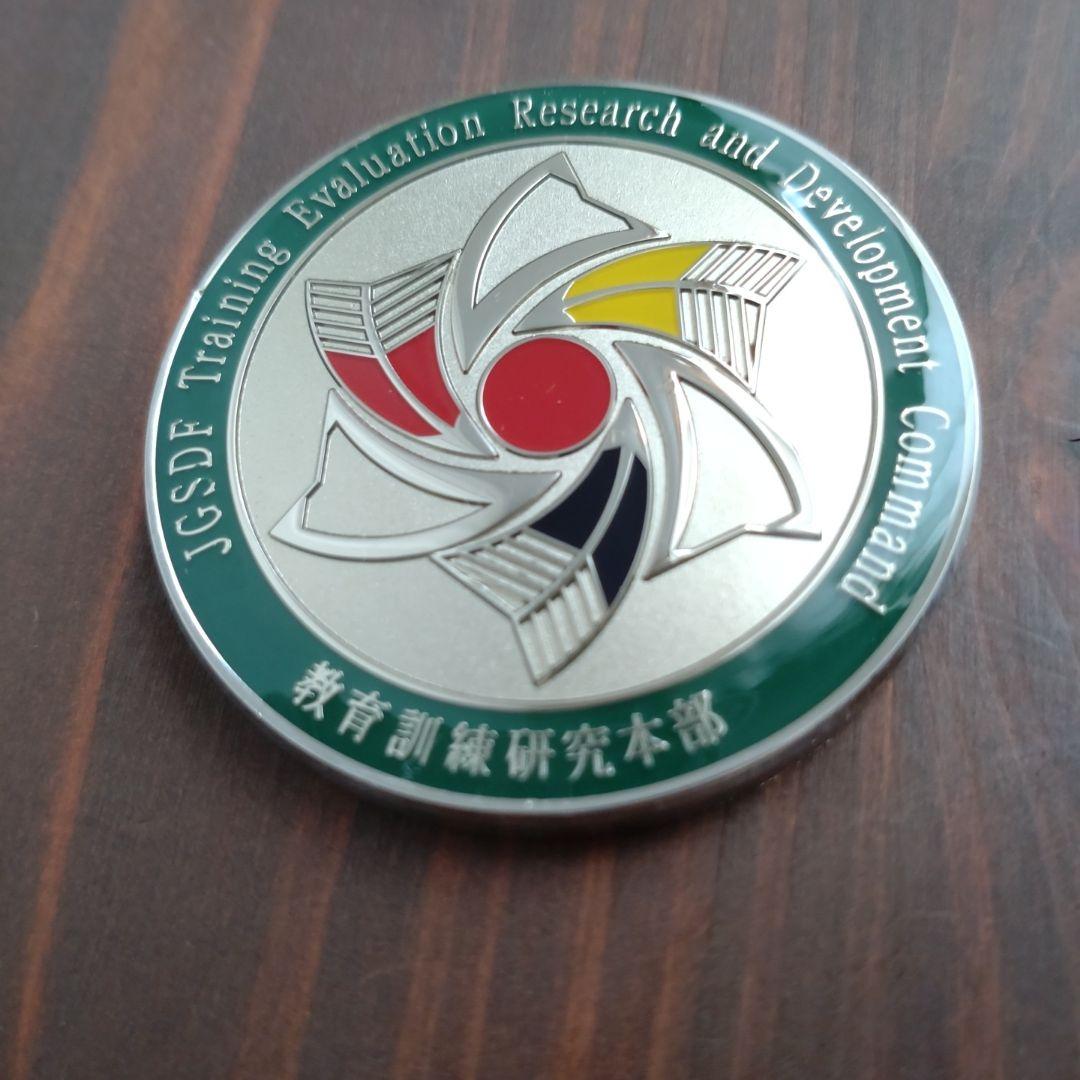 JGSDF Training Evaluation Research and Development Command
教育訓練研究本部